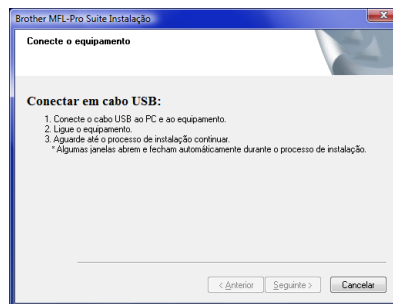 Brother MFL-Pro Suite Instalação
Conecte o equipamento
Conectar em cabo USB:
1. Conecte o cabo USB ao PC e ao equipamento.
2. Ligue o equipamento.
3. Aguarde até o processo de instalação continuar.
* Algumas janelas abrem e fecham automáticamente durante o processo de instalação.
< Anterior
Seguinte >
Cancelar